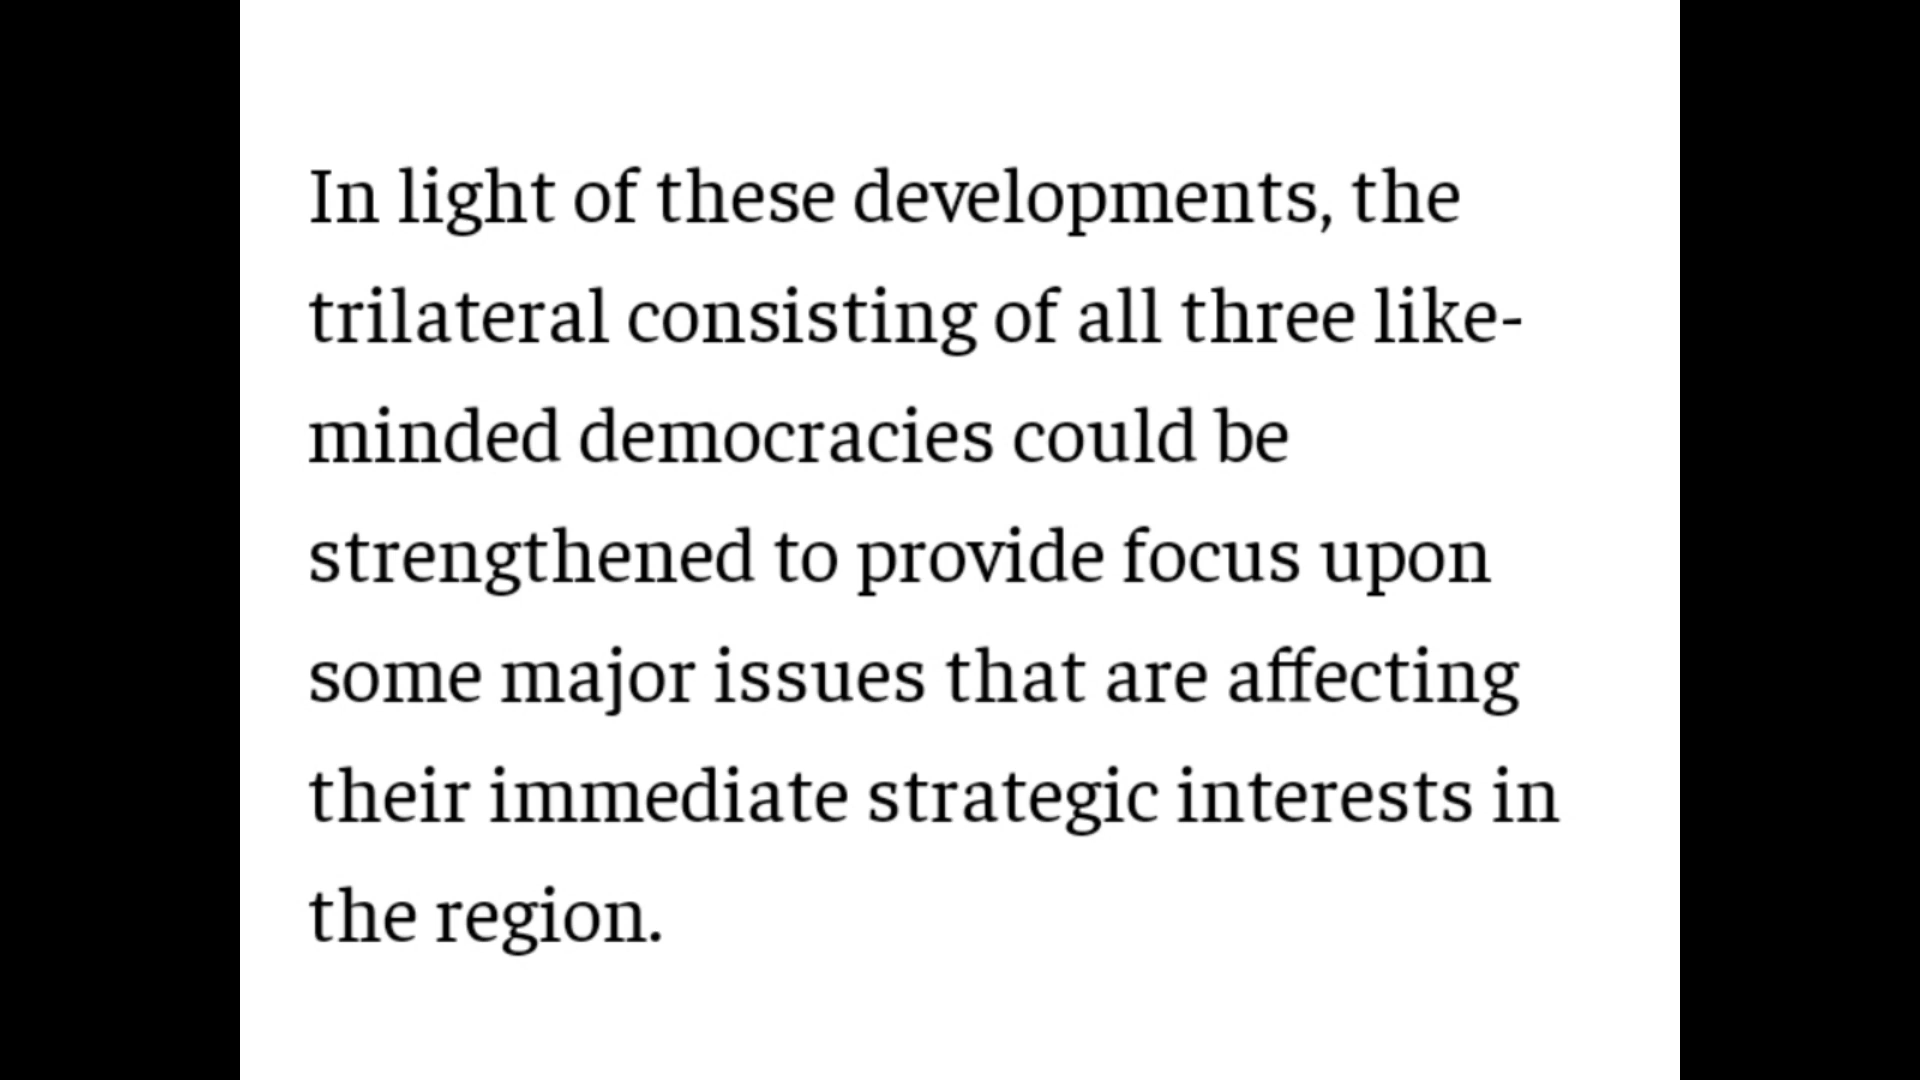 In light of these developments, the
trilateral consisting of all three like-
minded democracies could be
strengthened to provide focus upon
some major issues that are affecting
their immediate strategic interests in
the region.